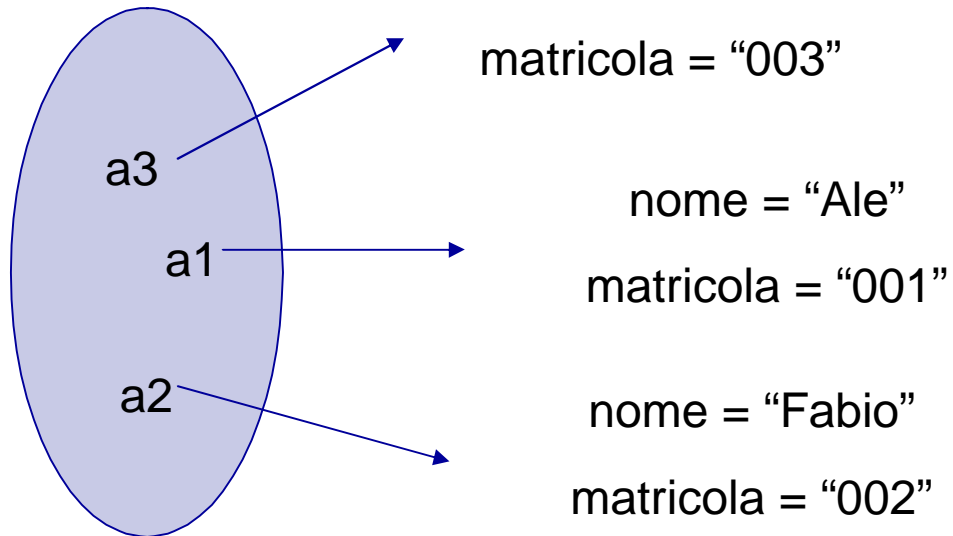 a3
matricola = “003”
a1
nome = “Ale”
matricola = “001”
a2
nome = “Fabio”
matricola = “002”